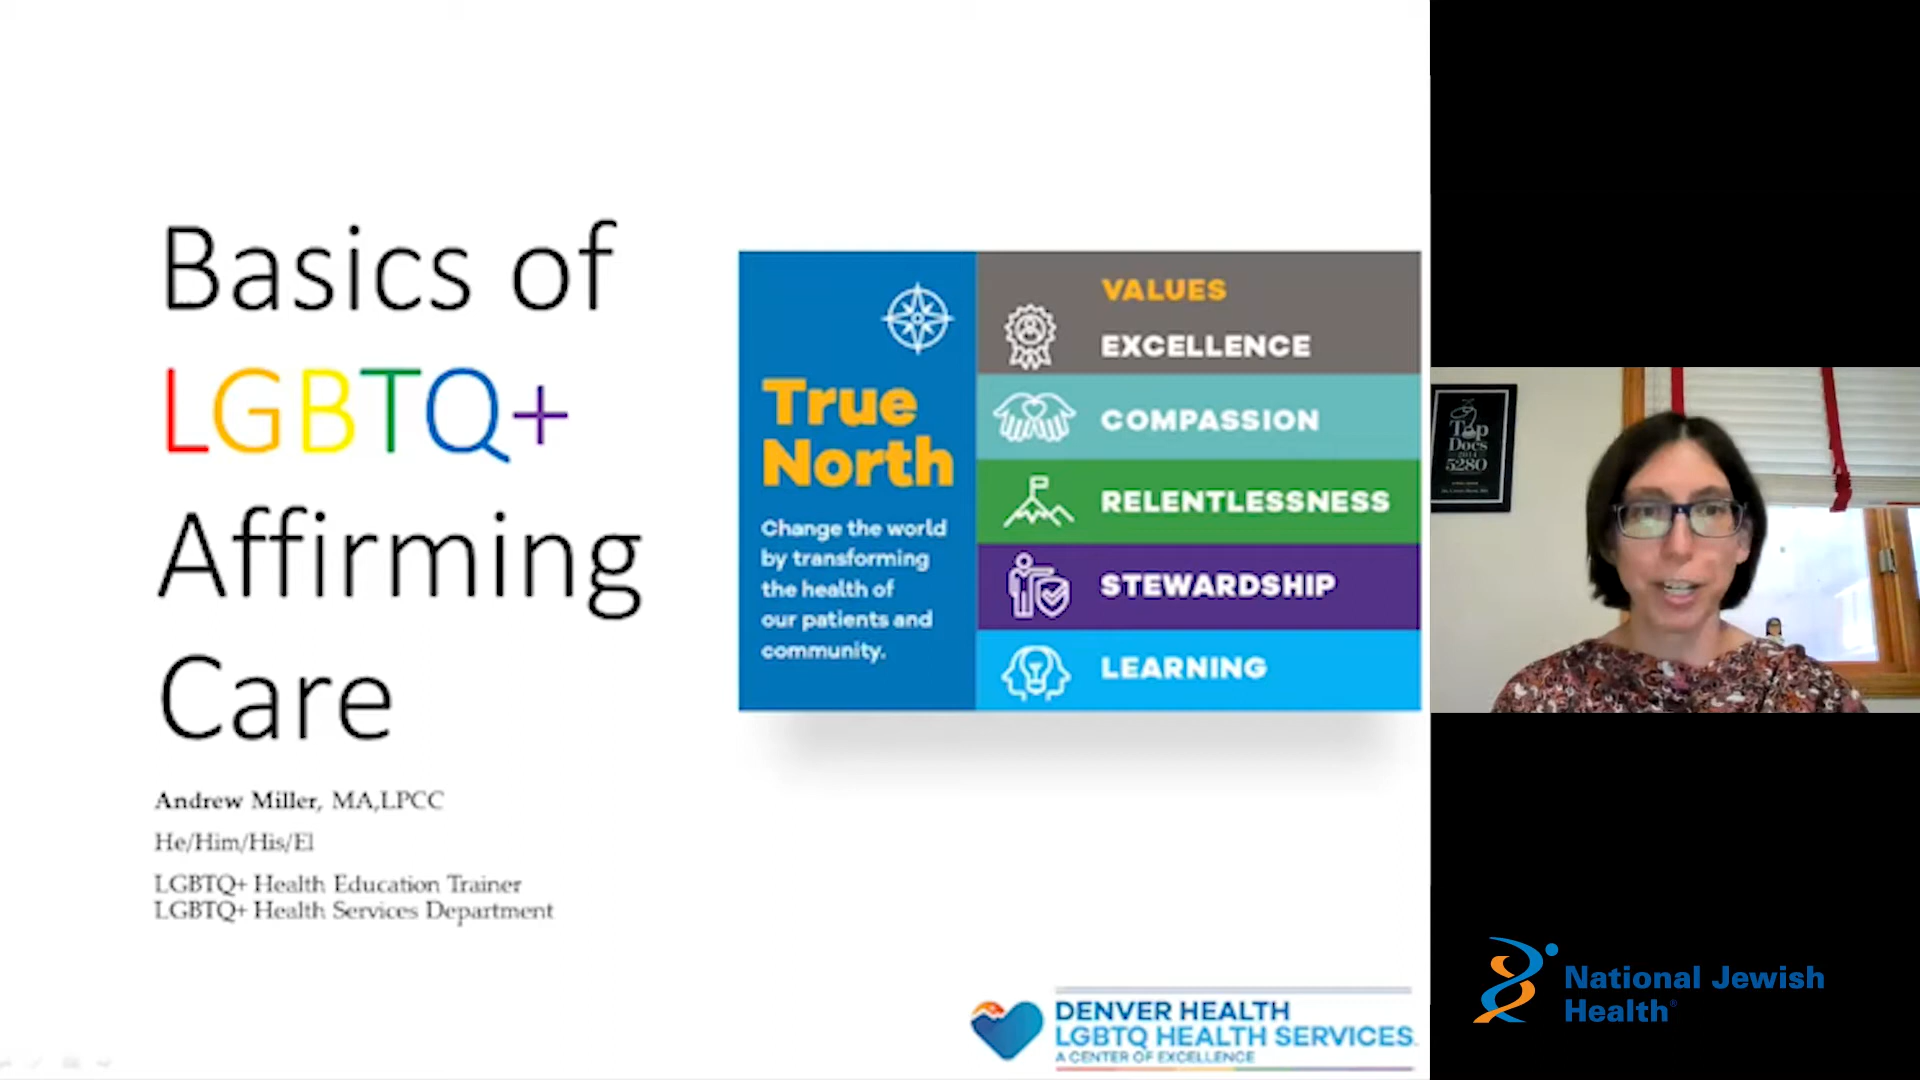 Basics of
LGBTQ+
Affirming
Care
Andrew Miller, MA,LPCC
He/Him/His/El
LGBTQ+ Health Education Trainer
LGBTQ+ Health Services Department
True
North
Change the world
by transforming
the health of
our patients and
community.
VALUES
EXCELLENCE
COMPASSION
RELENTLESSNESS
STEWARDSHIP
LEARNING
DENVER HEALTH
LGBTQ HEALTH SERVICES
A CENTER OF EXCELLENCE
Top
Docs
5280
National Jewish
Health®